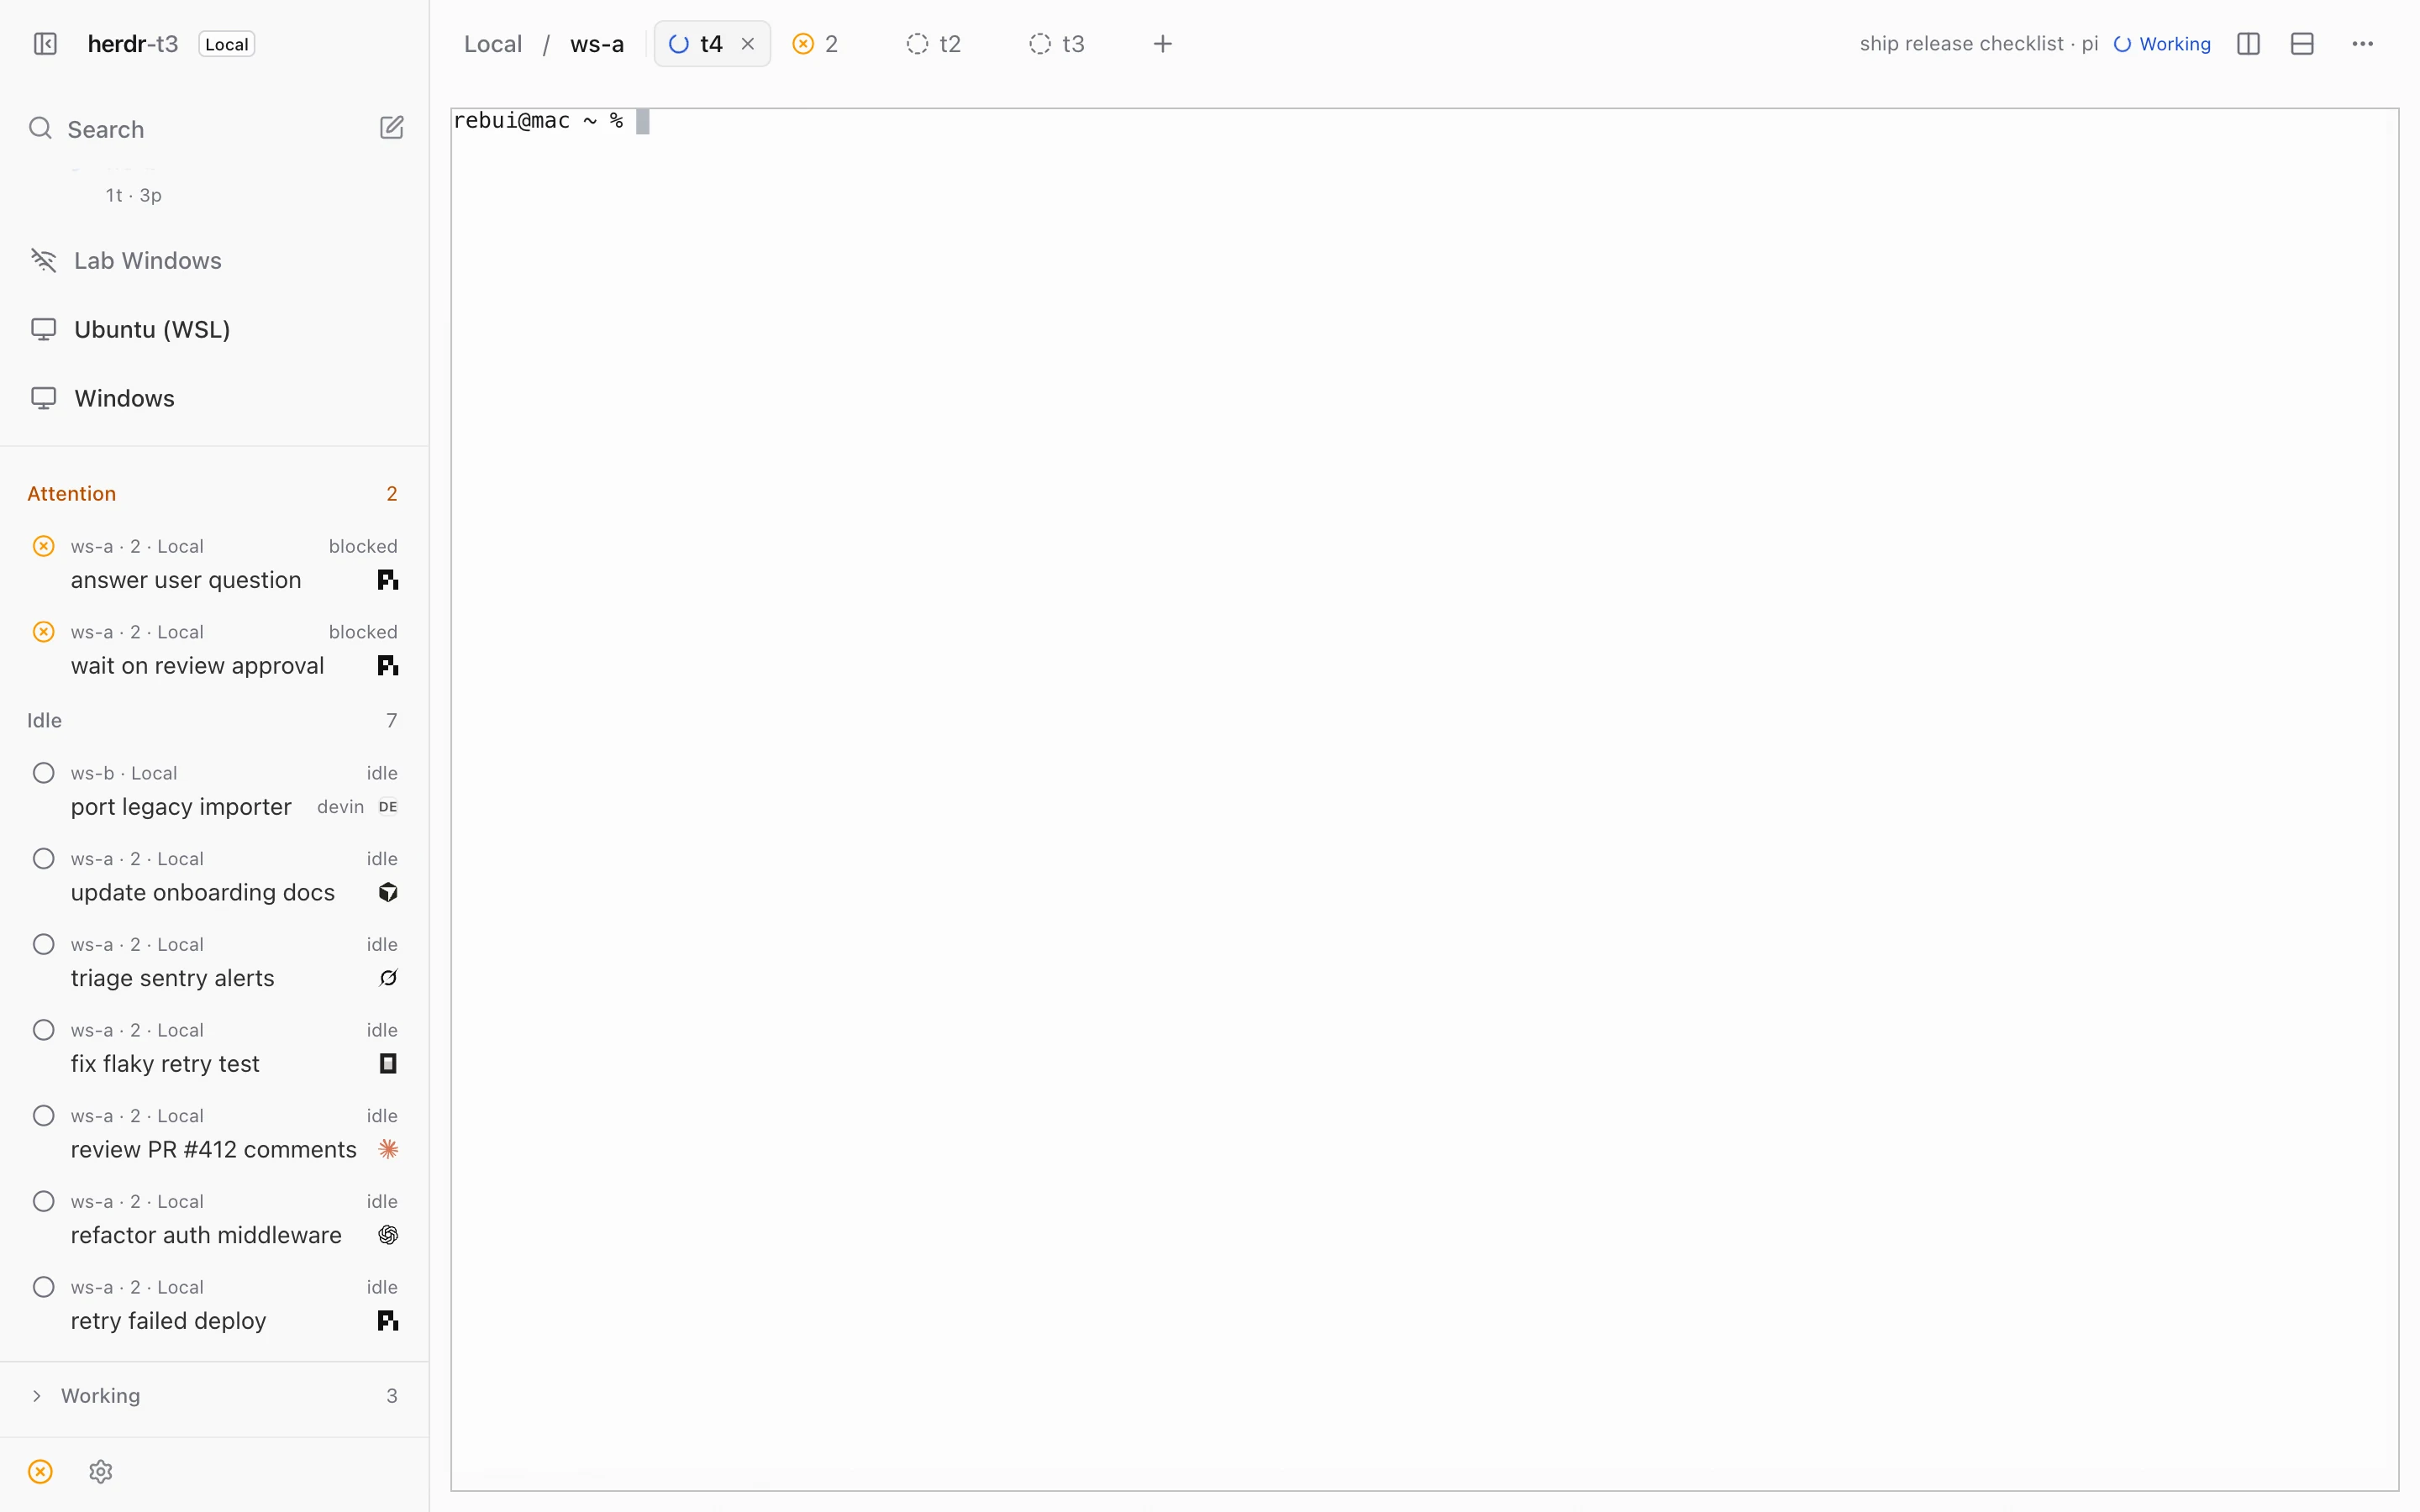 herdr-t3 Local
Search
1t · 3p
Lab Windows
Ubuntu (WSL)
Windows
Attention 2
ws-a · 2 · Local blocked
answer user question
ws-a · 2 · Local blocked
wait on review approval
Idle 7
ws-b · Local idle
port legacy importer devin DE
ws-a · 2 · Local idle
update onboarding docs
ws-a · 2 · Local idle
triage sentry alerts
ws-a · 2 · Local idle
fix flaky retry test
ws-a · 2 · Local idle
review PR #412 comments
ws-a · 2 · Local idle
refactor auth middleware
ws-a · 2 · Local idle
retry failed deploy
Working 3
Local / ws-a t4 2 t2 t3 ship release checklist · pi Working
rebui@mac ~ %